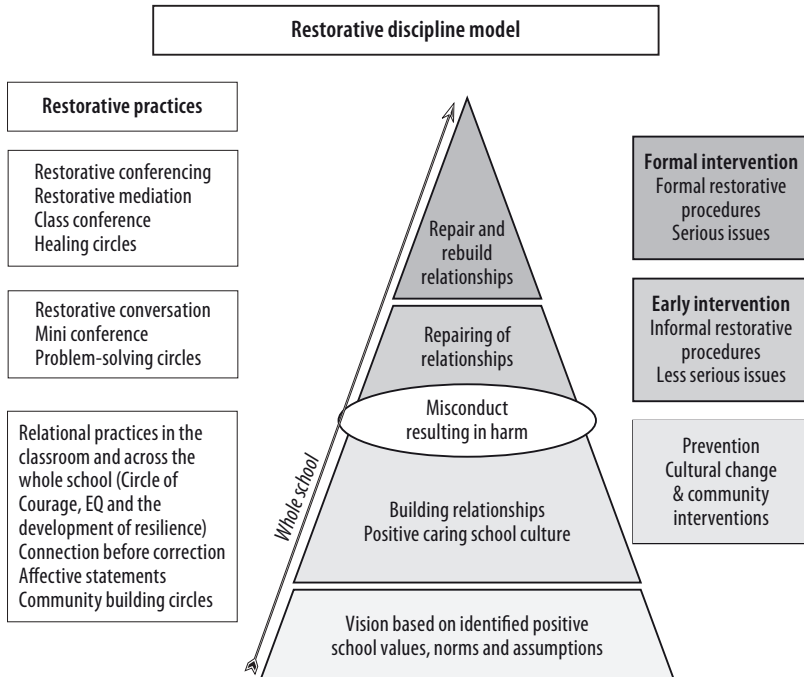 Restorative discipline model
Restorative practices
Restorative conferencing
Restorative mediation
Class conference
Healing circles
Restorative conversation
Mini conference
Problem-solving circles
Relational practices in the
classroom and across the
whole school (Circle of
Courage, EQ and the
development of resilience)
Connection before correction
Affective statements
Community building circles
Whole school
Repair and
rebuild
relationships
Repairing of
relationships
Misconduct
resulting in harm
Building relationships
Positive caring school culture
Vision based on identified positive
school values, norms and assumptions
Formal intervention
Formal restorative
procedures
Serious issues
Early intervention
Informal restorative
procedures
Less serious issues
Prevention
Cultural change
& community
interventions